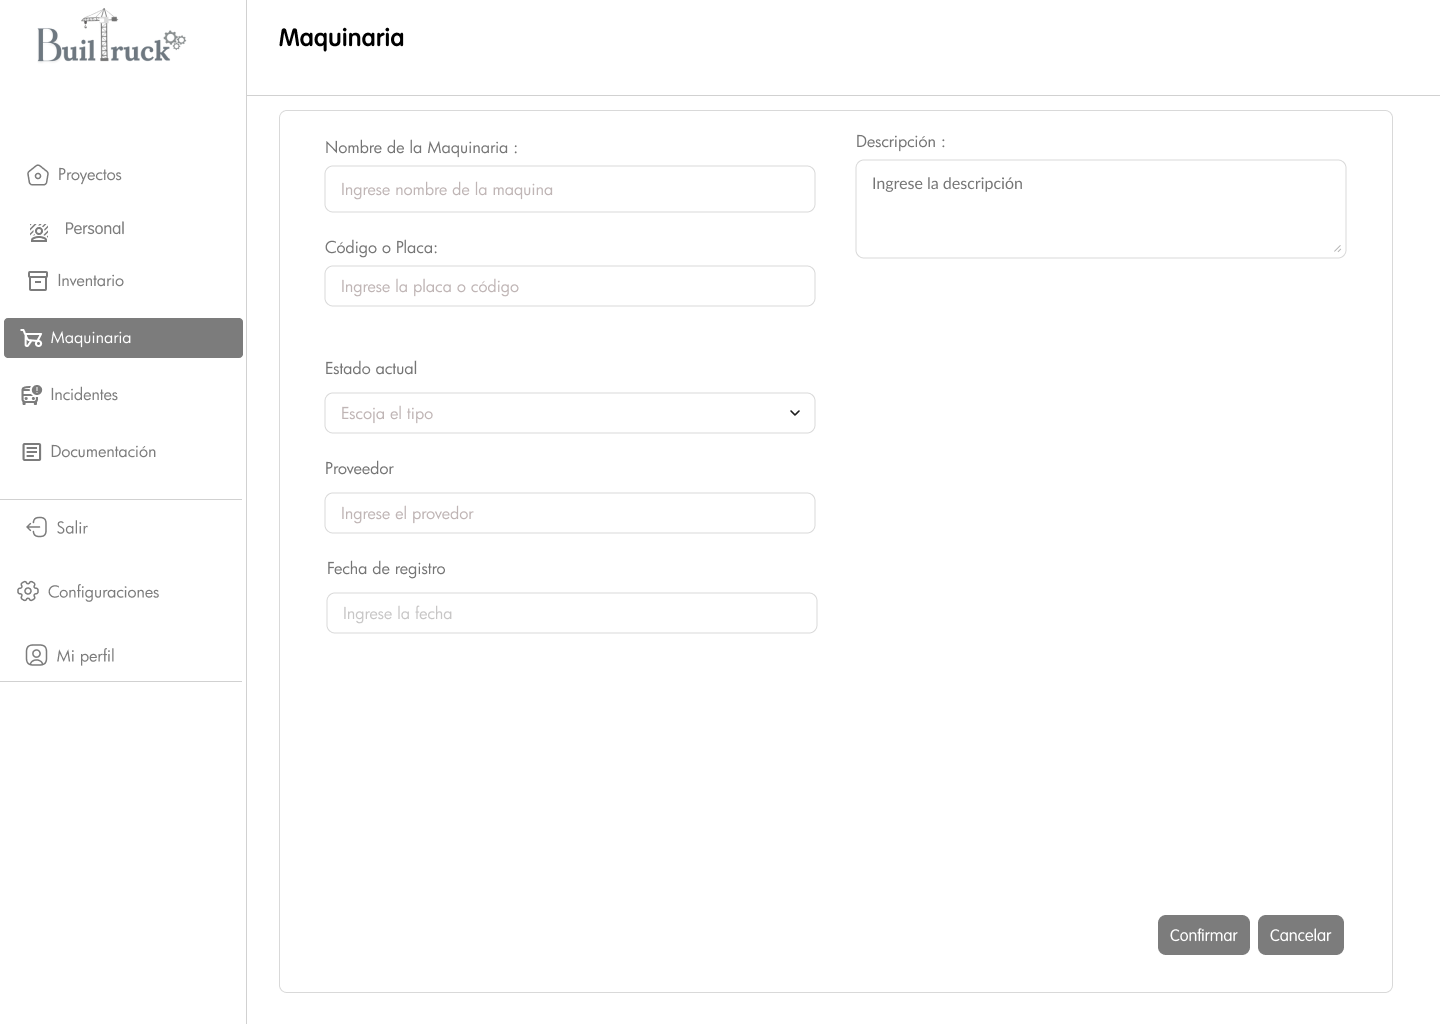 BuilTruck
Proyectos
Personal
Inventario
Maquinaria
Incidentes
Documentación
Salir
Configuraciones
Mi perfil
Maquinaria
Nombre de la Maquinaria :
Ingrese nombre de la maquina
Código o Placa:
Ingrese la placa o código
Estado actual
Escoja el tipo
Proveedor
Ingrese el provedor
Fecha de registro
Ingrese la fecha
Descripción :
Ingrese la descripción
Confirmar
Cancelar